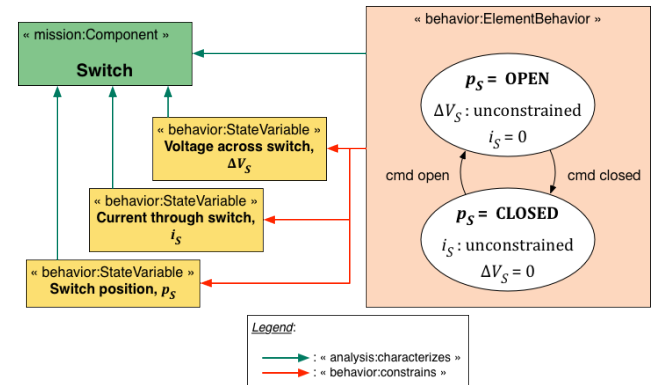 « mission:Component »
Switch
« behavior:StateVariable »
Voltage across switch,
ΔV_S
« behavior:StateVariable »
Current through switch,
i_S
« behavior:StateVariable »
Switch position, p_S
« behavior:ElementBehavior »
p_S = OPEN
ΔV_S : unconstrained
i_S = 0
cmd open
cmd closed
p_S = CLOSED
i_S : unconstrained
ΔV_S = 0
Legend:
: « analysis:characterizes »
: « behavior:constrains »